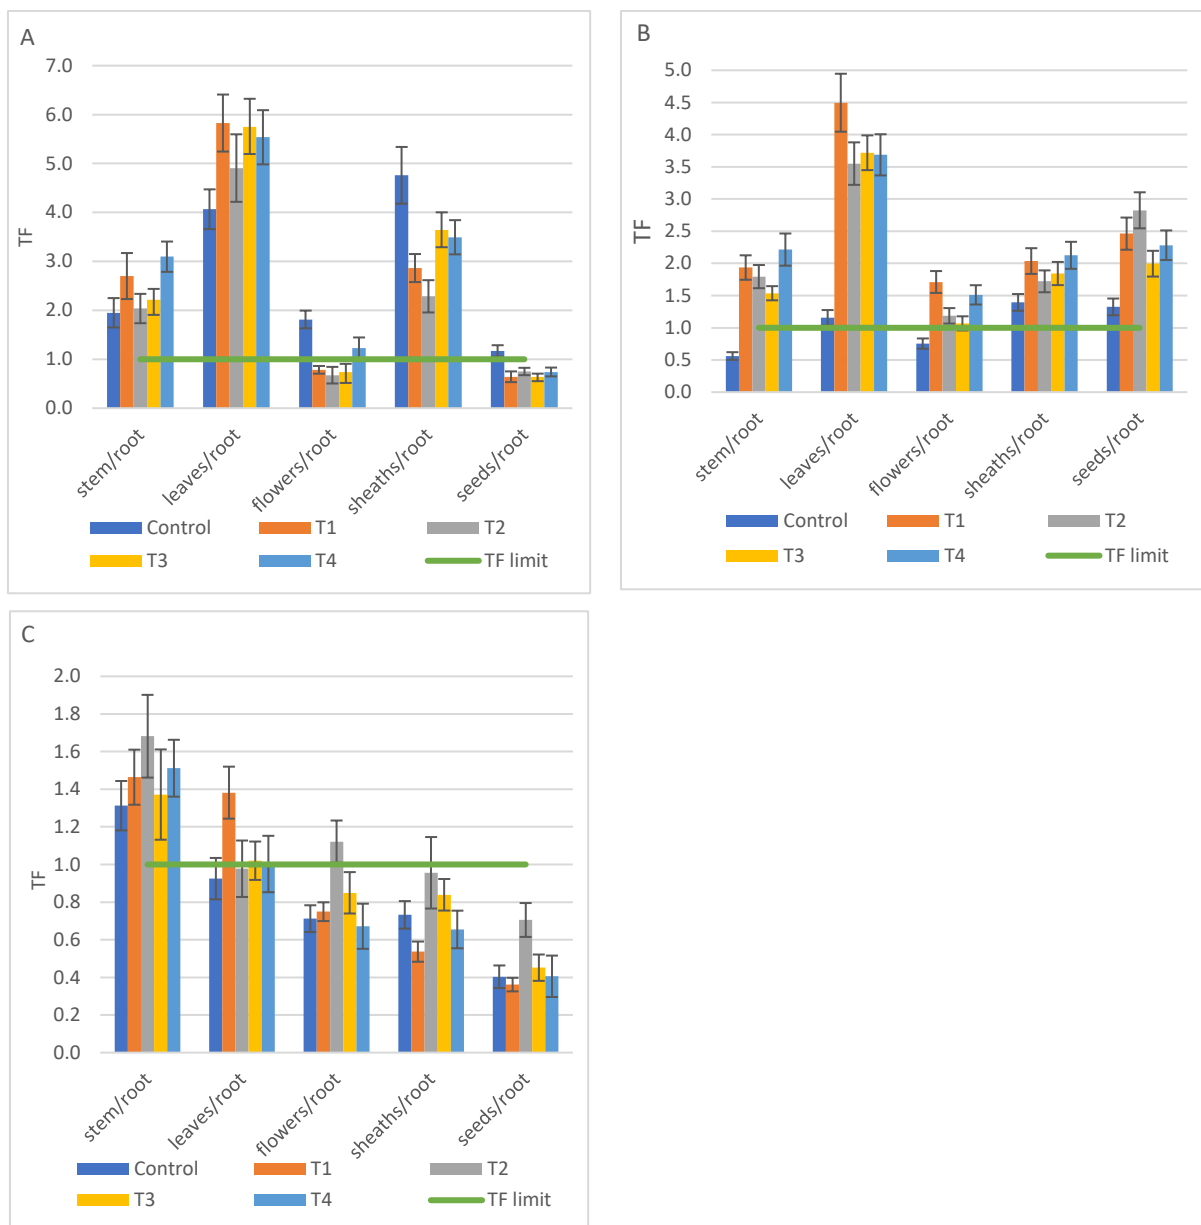 A
7.0
6.0
5.0
4.0
3.0
2.0
1.0
0.0
TF
stem/root
leaves/root
flowers/root
sheaths/root
seeds/root
Control T1 T2
T3 T4 TF limit
B
5.0
4.5
4.0
3.5
3.0
2.5
2.0
1.5
1.0
0.5
0.0
TF
stem/root
leaves/root
flowers/root
sheaths/root
seeds/root
Control T1 T2
T3 T4 TF limit
C
2.0
1.8
1.6
1.4
1.2
1.0
0.8
0.6
0.4
0.2
0.0
TF
stem/root
leaves/root
flowers/root
sheaths/root
seeds/root
Control T1 T2
T3 T4 TF limit